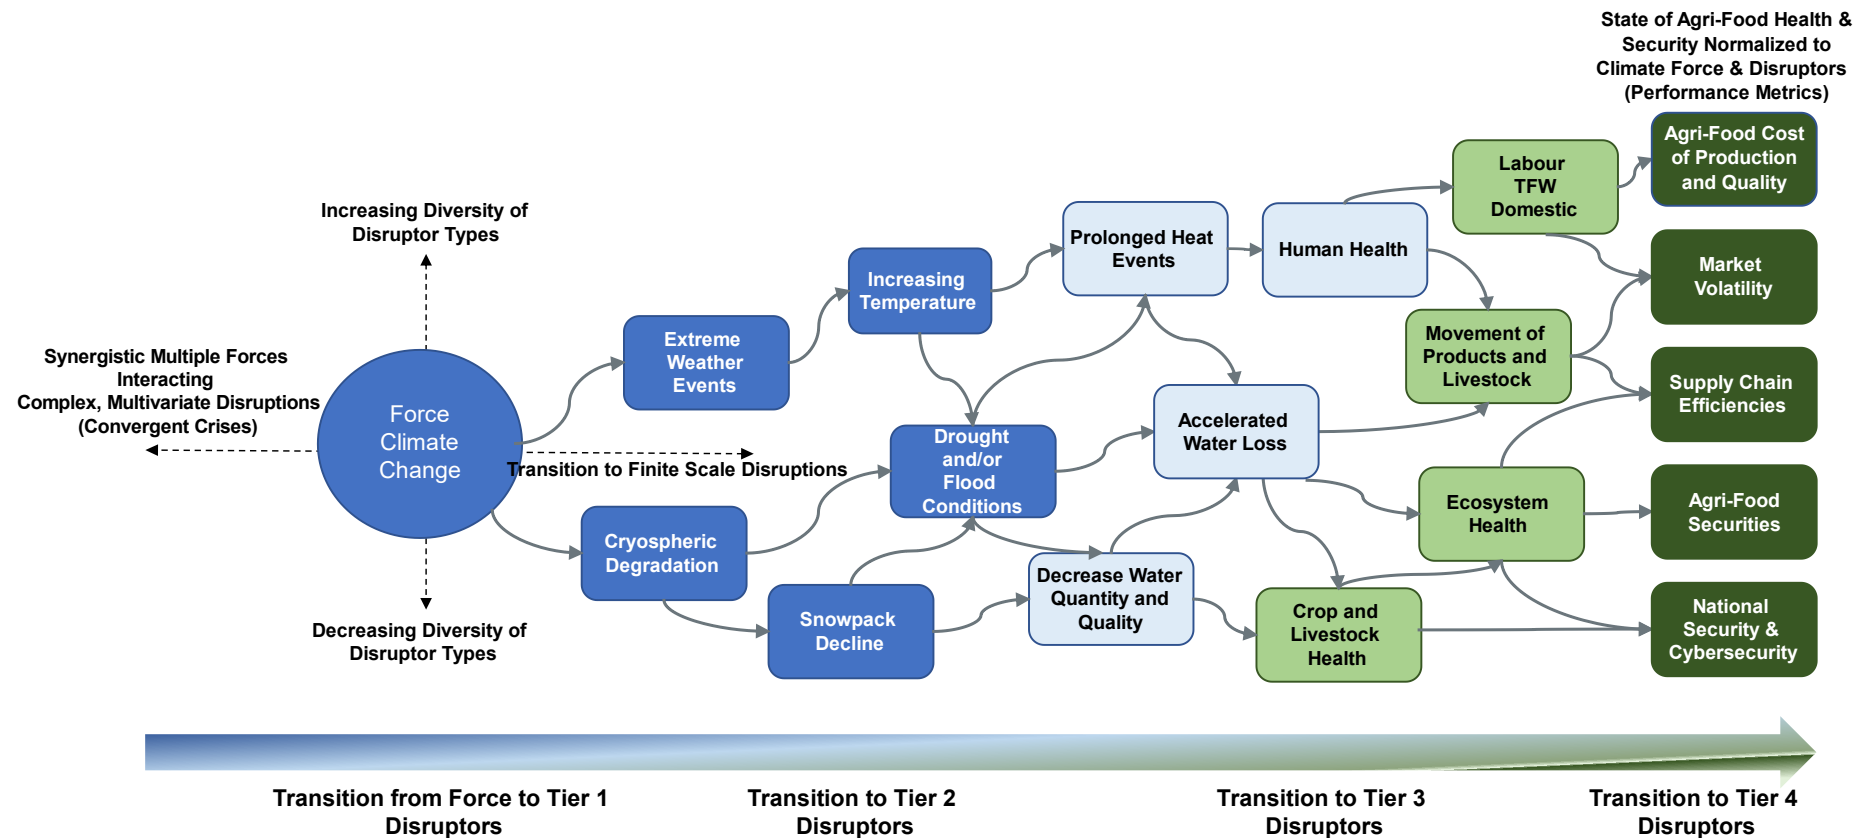 State of Agri-Food Health &
Security Normalized to
Climate Force & Disruptors
(Performance Metrics)
Increasing Diversity of
Disruptor Types
Synergistic Multiple Forces
Interacting
Complex, Multivariate Disruptions
(Convergent Crises)
Force
Climate
Change
Transition to Finite Scale Disruptions
Decreasing Diversity of
Disruptor Types
Extreme
Weather
Events
Cryospheric
Degradation
Increasing
Temperature
Drought
and/or
Flood
Conditions
Snowpack
Decline
Prolonged Heat
Events
Accelerated
Water Loss
Decrease Water
Quantity and
Quality
Human Health
Labour
TFW
Domestic
Movement of
Products and
Livestock
Ecosystem
Health
Crop and
Livestock
Health
Agri-Food Cost
of Production
and Quality
Market
Volatility
Supply Chain
Efficiencies
Agri-Food
Securities
National
Security &
Cybersecurity
Transition from Force to Tier 1
Disruptors
Transition to Tier 2
Disruptors
Transition to Tier 3
Disruptors
Transition to Tier 4
Disruptors